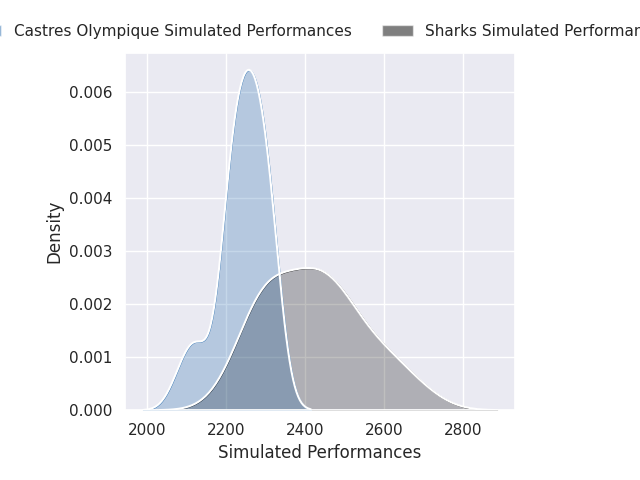 Castres Olympique Simulated Performances
Sharks Simulated Performar
0.006
0.005
0.004
0.003
0.002
0.001
0.000
Density
2000 2200 2400 2600 2800
Simulated Performances